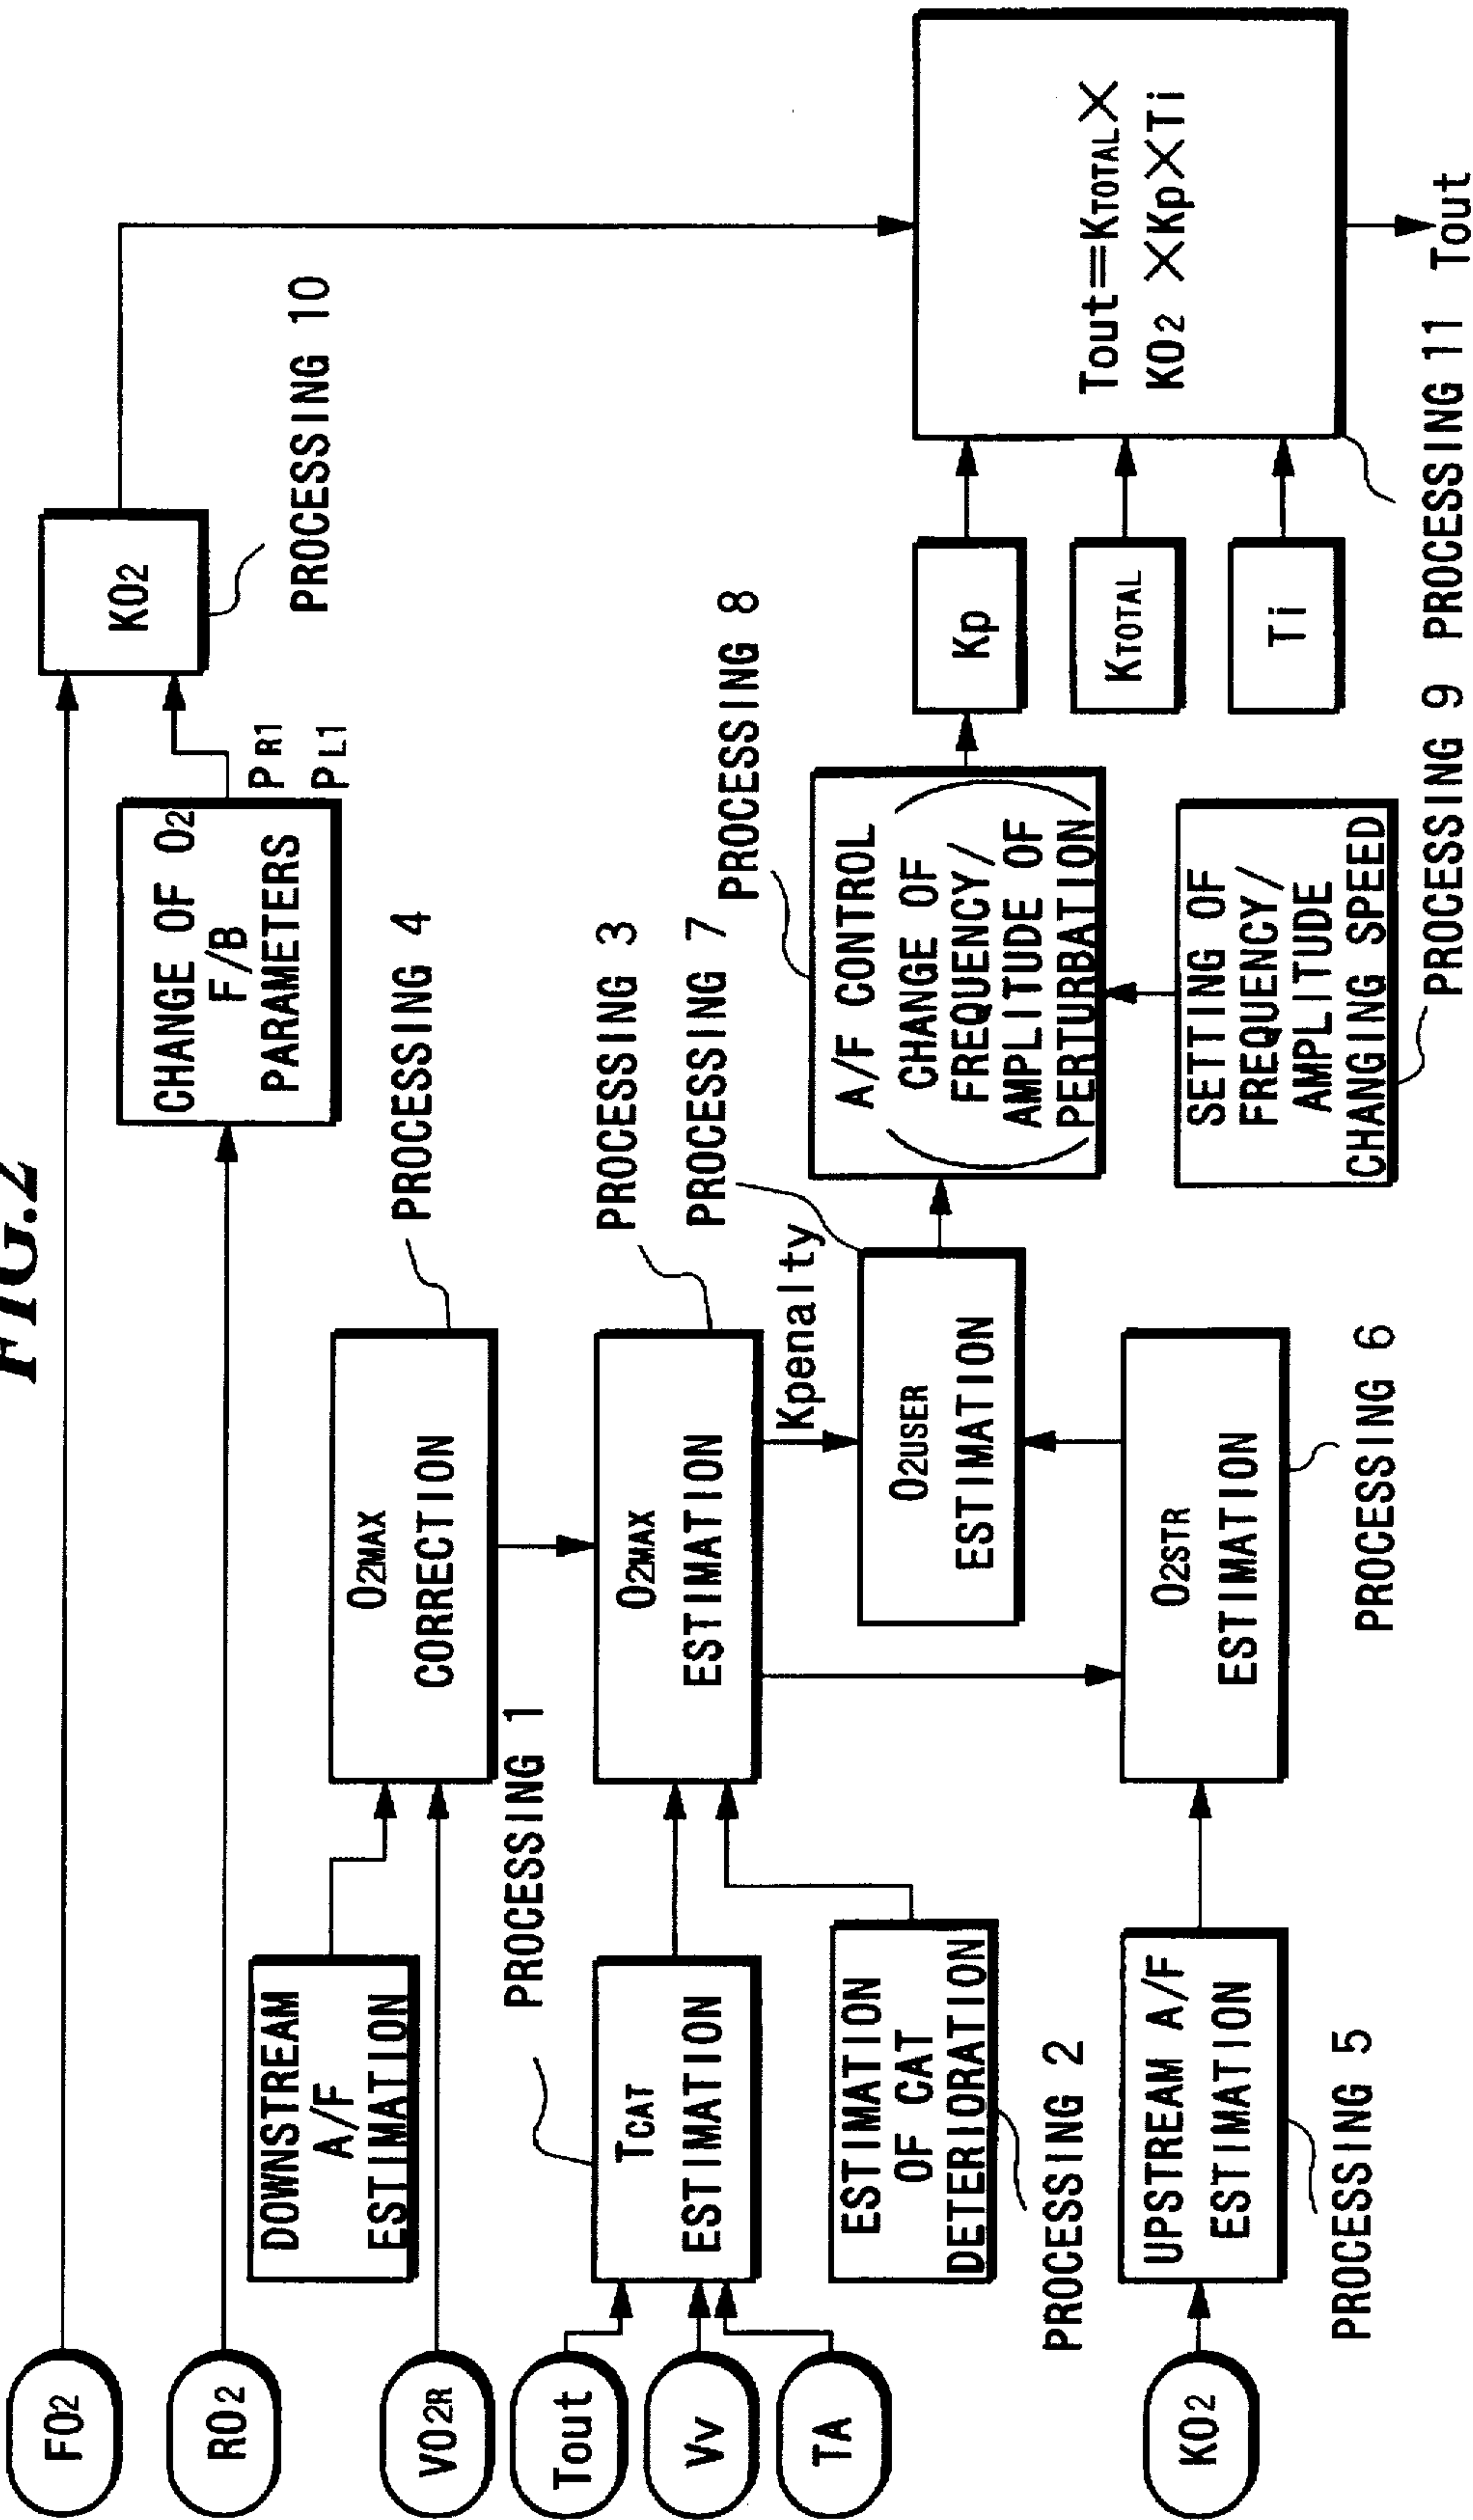 FIG.2
FO2
RO2
VO2R
Tout
Vv
TA
KO2
DOWNSTREAM
A/F
ESTIMATION
PROCESSING 1
TCAT
ESTIMATION
ESTIMATION
OF CAT
DETERIORATION
PROCESSING 2
UPSTREAM A/F
ESTIMATION
PROCESSING 5
O2MAX
CORRECTION
PROCESSING 4
O2MAX
ESTIMATION
PROCESSING 3
Kpenalty
PROCESSING 7
O2USER
ESTIMATION
O2STR
ESTIMATION
PROCESSING 6
CHANGE OF O2
F/B
PARAMETERS
PR1
PL1
KO2
PROCESSING 10
PROCESSING 8
A/F CONTROL
CHANGE OF
FREQUENCY/
AMPLITUDE OF
PERTURBATION
SETTING OF
FREQUENCY/
AMPLITUDE
CHANGING SPEED
PROCESSING 9
Kp
KTOTAL
Ti
Tout=KTOTAL×
KO2 ×Kp×Ti
PROCESSING 11
Tout